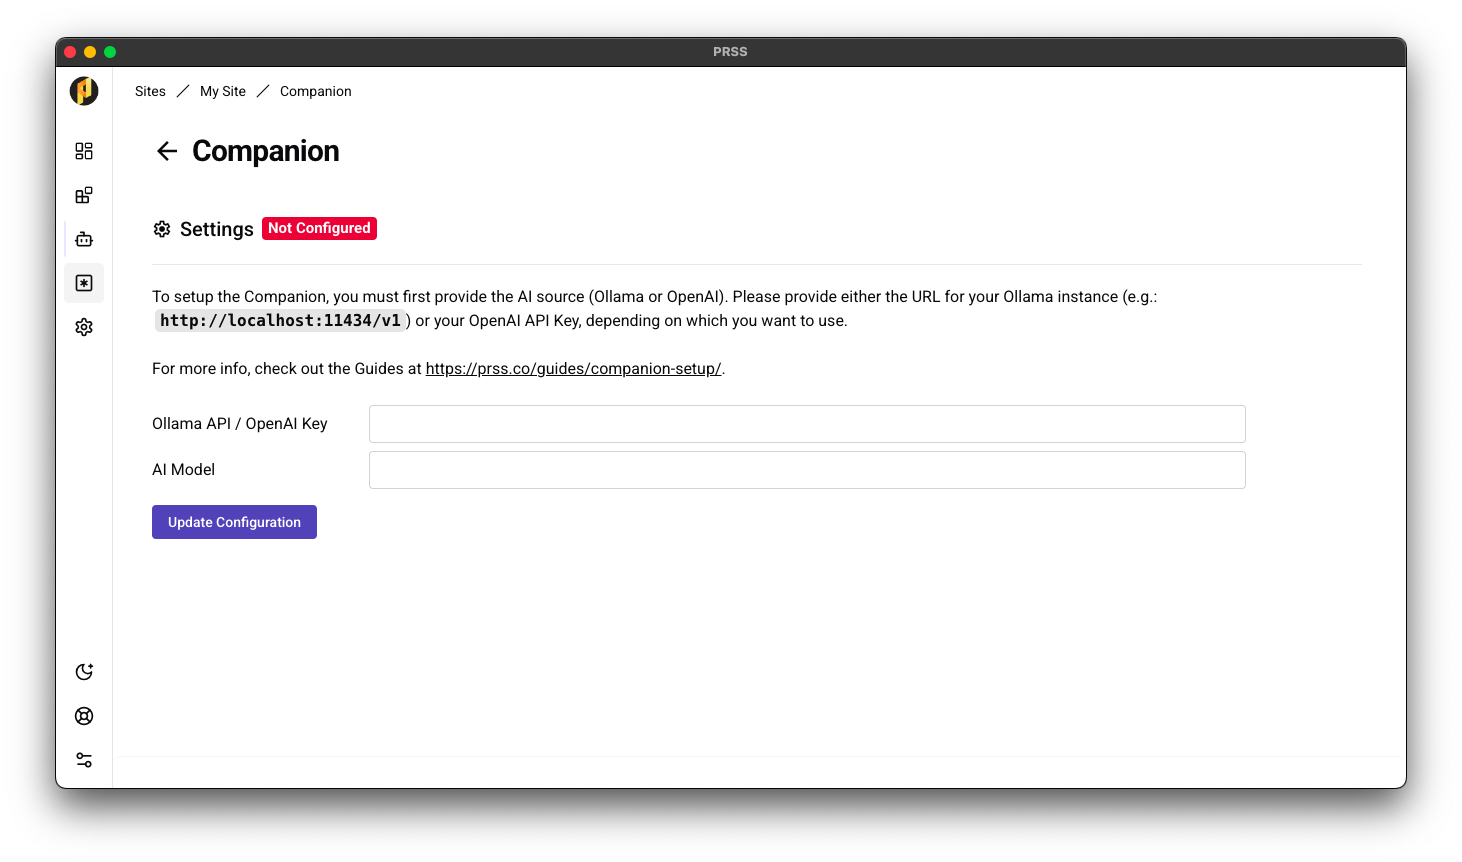 PRSS
Sites / My Site / Companion
Companion
Settings Not Configured
To setup the Companion, you must first provide the AI source (Ollama or OpenAI). Please provide either the URL for your Ollama instance (e.g.:
http://localhost:11434/v1) or your OpenAI API Key, depending on which you want to use.
For more info, check out the Guides at https://prss.co/guides/companion-setup/.
Ollama API / OpenAI Key
AI Model
Update Configuration